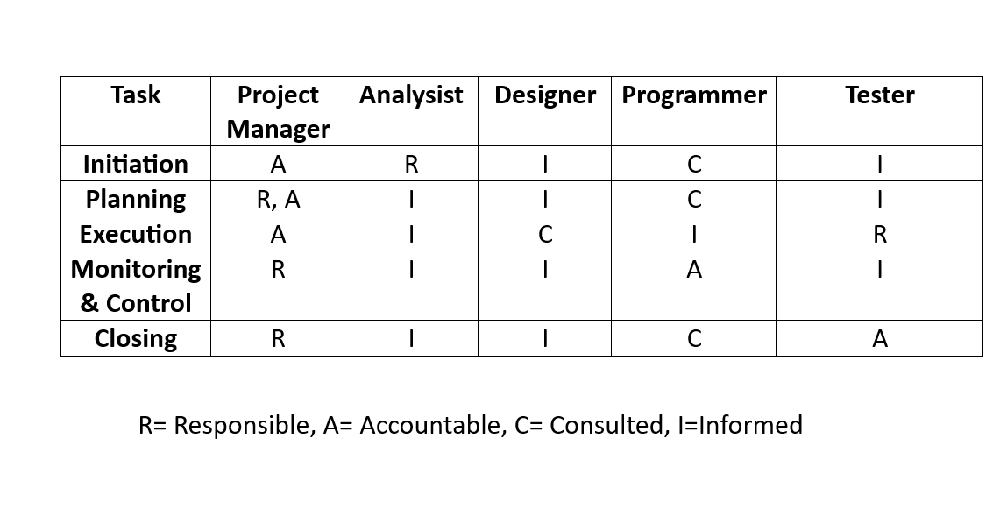 Task Project Manager Analysist Designer Programmer Tester
Initiation A R I C I
Planning R, A I I C I
Execution A I C I R
Monitoring & Control R I I A I
Closing R I I C A
R= Responsible, A= Accountable, C= Consulted, I=Informed